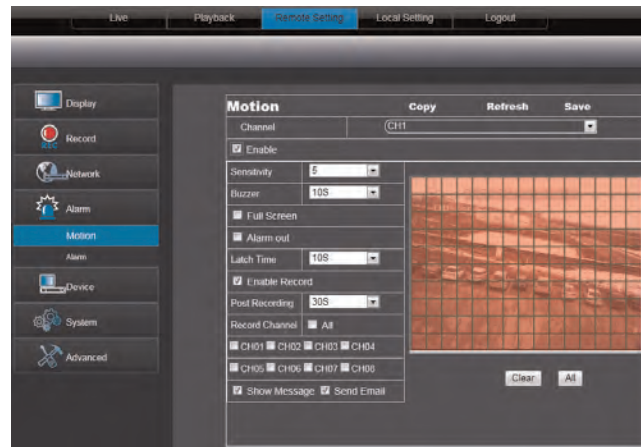 Live Playback Remote Setting Local Setting Logout
Display
Record
Network
Alarm
Motion
Alarm
Device
System
Advanced
Motion Copy Refresh Save
Channel CH1
Enable
Sensitivity 5
Buzzer 10S
Full Screen
Alarm out
Latch Time 10S
Enable Record
Post Recording 30S
Record Channel All
CH01 CH02 CH03 CH04
CH05 CH06 CH07 CH08
Show Message Send Email
Clear All